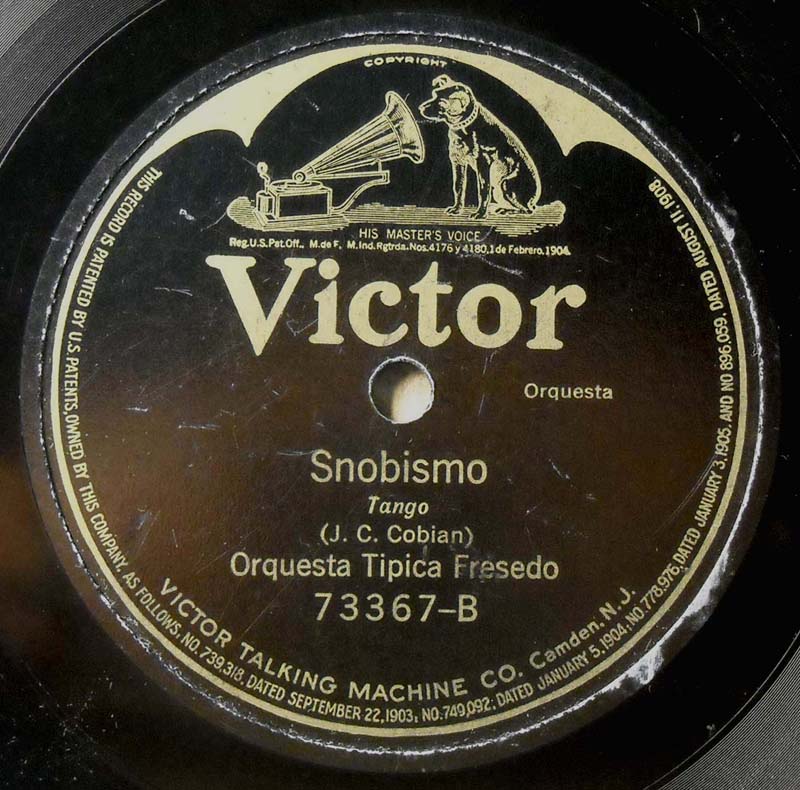 COPYRIGHT
HIS MASTER'S VOICE
Reg.U.S.Pat.Off., M.de F. M.Ind.Rgtrda.Nos.4176 y 4180,1 de Febrero,1904.
Victor
Orquesta
Snobismo
Tango
(J. C. Cobian)
Orquesta Tipica Fresedo
73367-B
VICTOR TALKING MACHINE CO. Camden, N.J.
THIS RECORD IS PATENTED BY U.S. PATENTS, OWNED BY THIS COMPANY, AS FOLLOWS, NO. 739,318, DATED SEPTEMBER 22,1903; NO.749,092; DATED JANUARY 5,1904; NO.778,976, DATED JANUARY 3,1905. AND NO 896,059, DATED AUGUST 11,1908.